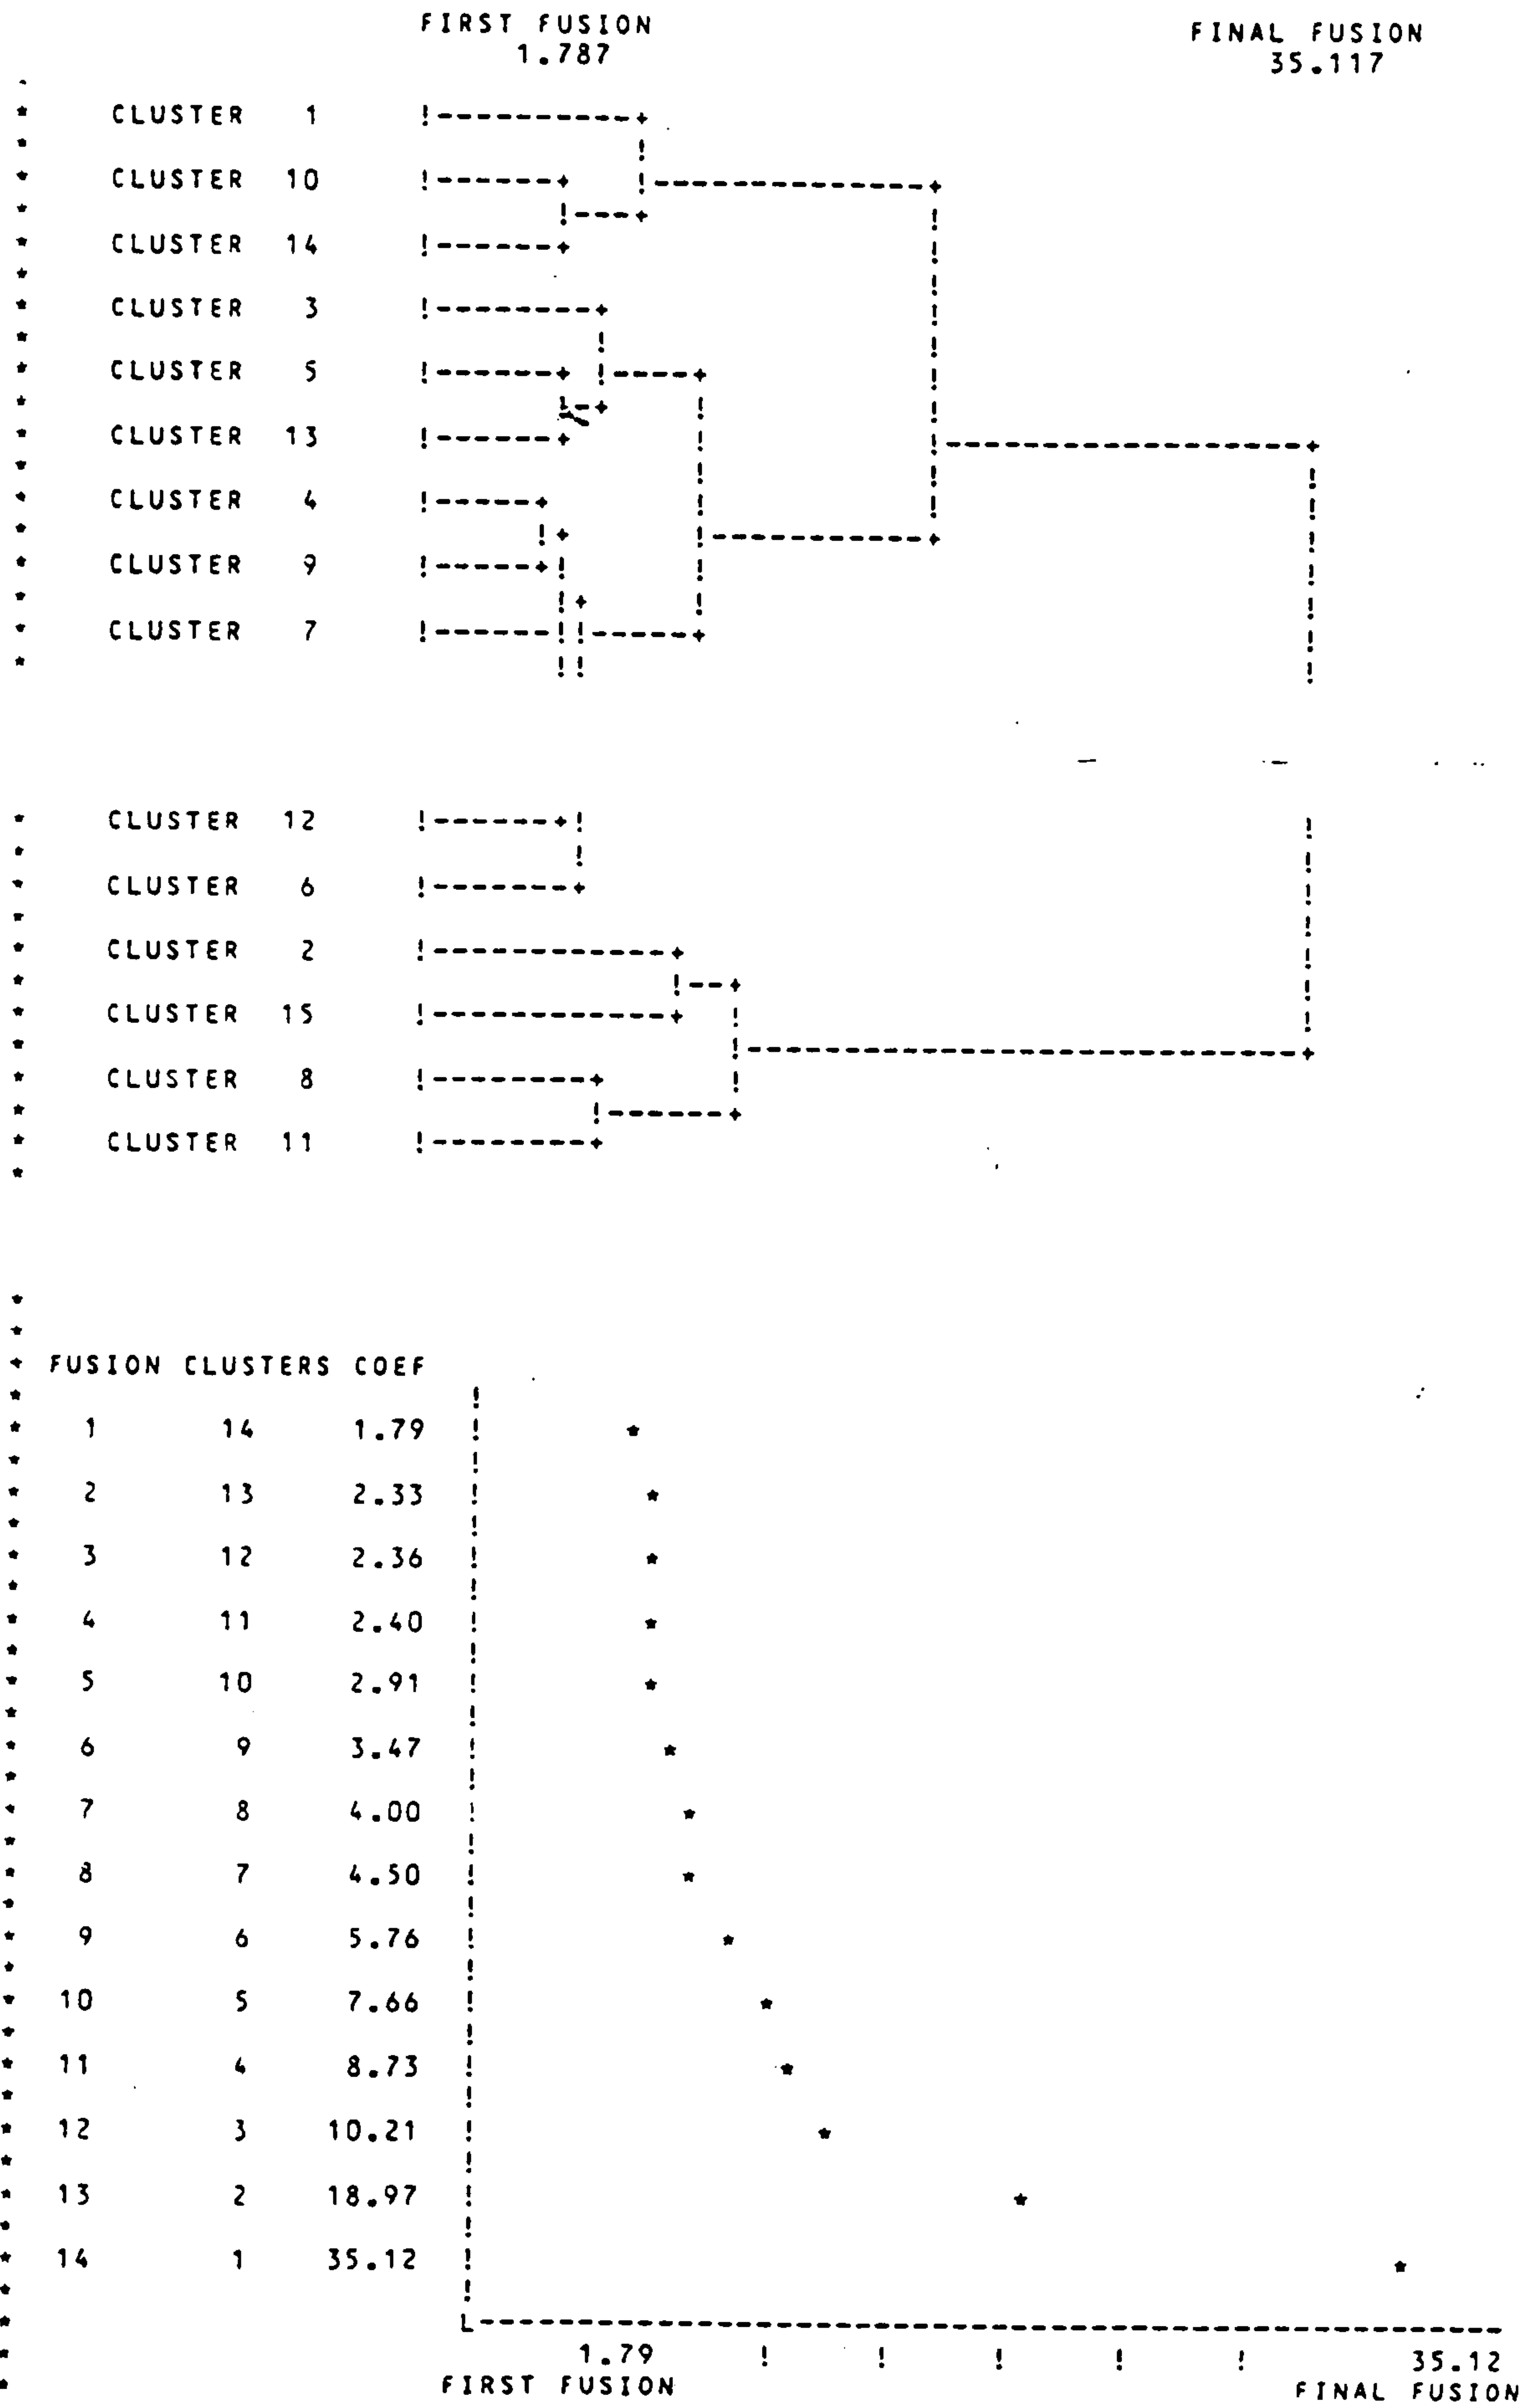 FIRST FUSION FINAL FUSION
1.787 35.117
CLUSTER 1
CLUSTER 10
CLUSTER 14
CLUSTER 3
CLUSTER 5
CLUSTER 13
CLUSTER 4
CLUSTER 9
CLUSTER 7
CLUSTER 12
CLUSTER 6
CLUSTER 2
CLUSTER 15
CLUSTER 8
CLUSTER 11
FUSION CLUSTERS COEF
1 14 1.79
2 13 2.33
3 12 2.36
4 11 2.40
5 10 2.91
6 9 3.47
7 8 4.00
8 7 4.50
9 6 5.76
10 5 7.66
11 4 8.73
12 3 10.21
13 2 18.97
14 1 35.12
1.79 35.12
FIRST FUSION FINAL FUSION